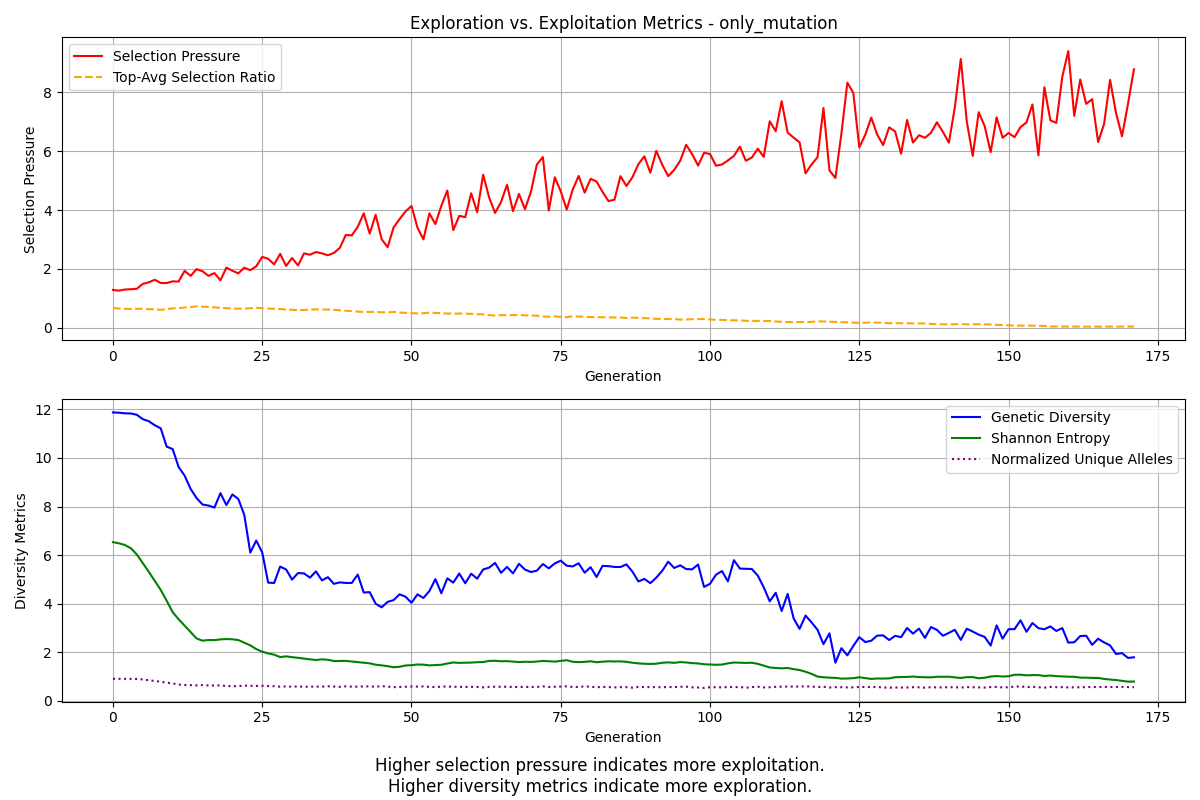 Exploration vs. Exploitation Metrics - only_mutation
Selection Pressure
Top-Avg Selection Ratio
Selection Pressure
8
6
4
2
0
0 25 50 75 100 125 150 175
Generation
Genetic Diversity
Shannon Entropy
Normalized Unique Alleles
Diversity Metrics
12
10
8
6
4
2
0
0 25 50 75 100 125 150 175
Generation
Higher selection pressure indicates more exploitation.
Higher diversity metrics indicate more exploration.